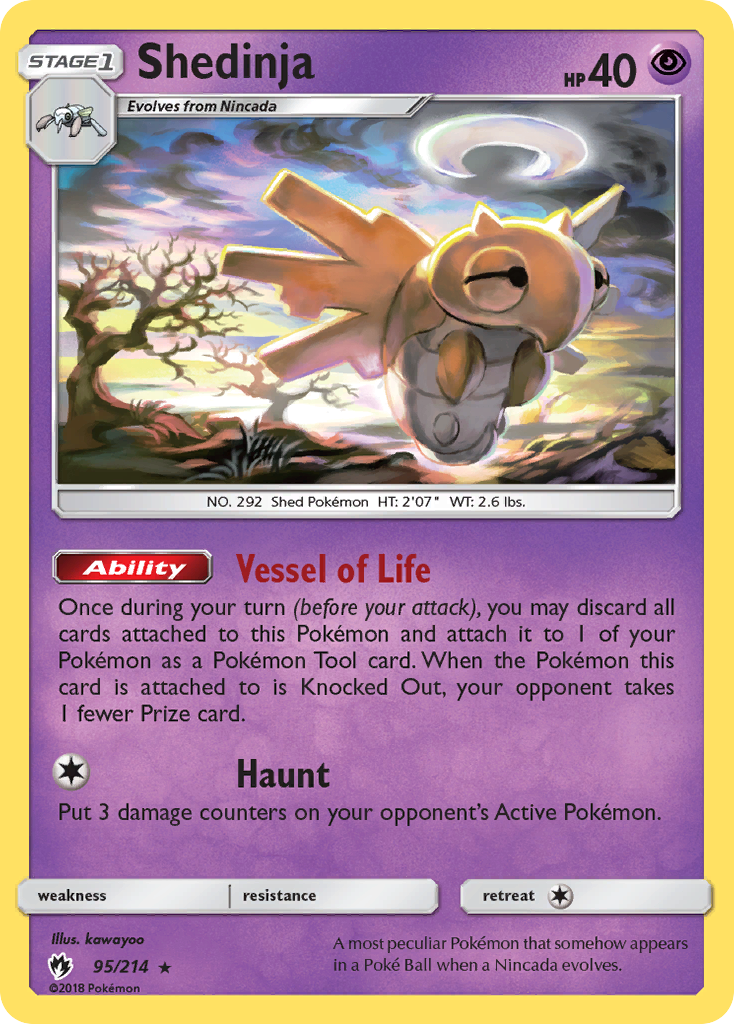 STAGE1
Shedinja
HP 40
Evolves from Nincada
NO. 292 Shed Pokémon HT: 2'07" WT: 2.6 lbs.
Ability Vessel of Life
Once during your turn (before your attack), you may discard all
cards attached to this Pokémon and attach it to 1 of your
Pokémon as a Pokémon Tool card. When the Pokémon this
card is attached to is Knocked Out, your opponent takes
1 fewer Prize card.
Haunt
Put 3 damage counters on your opponent's Active Pokémon.
weakness resistance retreat
Illus. kawayoo
95/214
©2018 Pokémon
A most peculiar Pokémon that somehow appears
in a Poké Ball when a Nincada evolves.